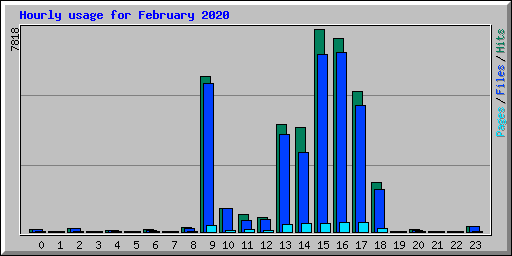 Hourly usage for February 2020
7818
Pages / Files / Hits
0 1 2 3 4 5 6 7 8 9 10 11 12 13 14 15 16 17 18 19 20 21 22 23